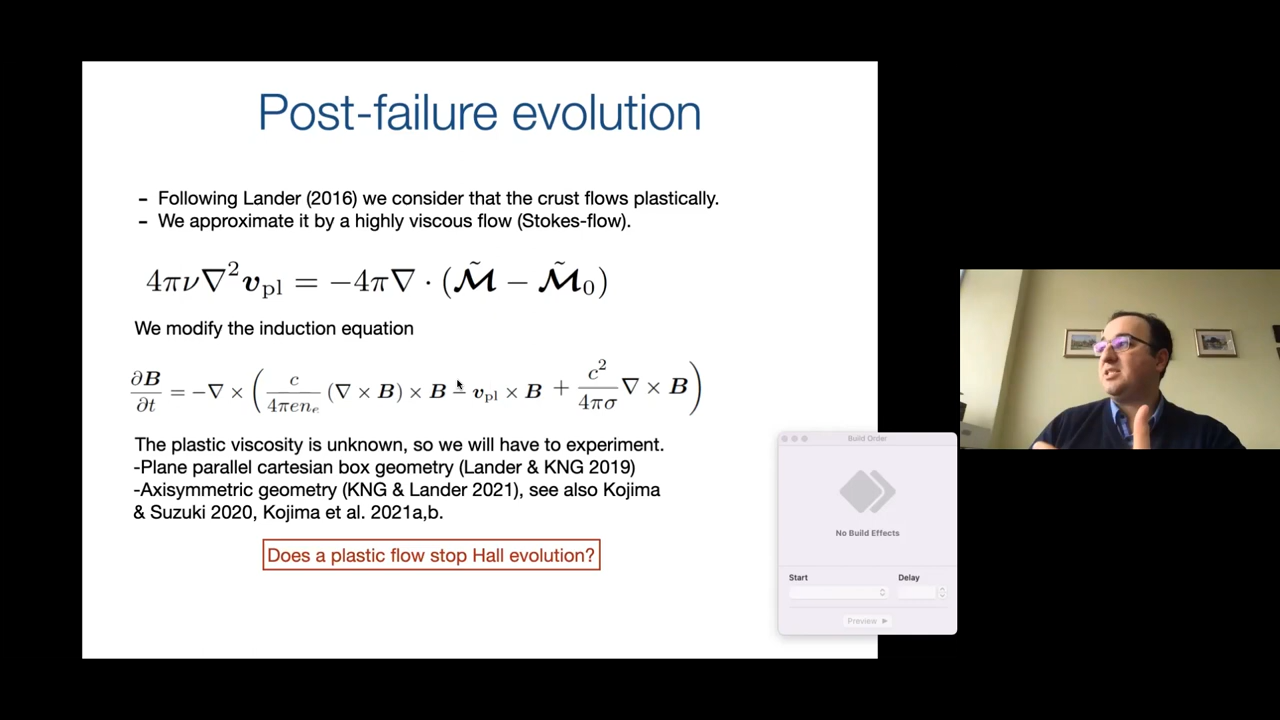 Post-failure evolution
- Following Lander (2016) we consider that the crust flows plastically.
- We approximate it by a highly viscous flow (Stokes-flow).
4πν∇²𝒗pl = −4π∇ · (ℳ̃ − ℳ̃₀)
We modify the induction equation
∂B/∂t = −∇ × ( c/4πenₑ (∇ × B) × B − vpl × B + c²/4πσ ∇ × B )
The plastic viscosity is unknown, so we will have to experiment.
-Plane parallel cartesian box geometry (Lander & KNG 2019)
-Axisymmetric geometry (KNG & Lander 2021), see also Kojima
& Suzuki 2020, Kojima et al. 2021a,b.
Does a plastic flow stop Hall evolution?
Build Order
No Build Effects
Start Delay
Preview